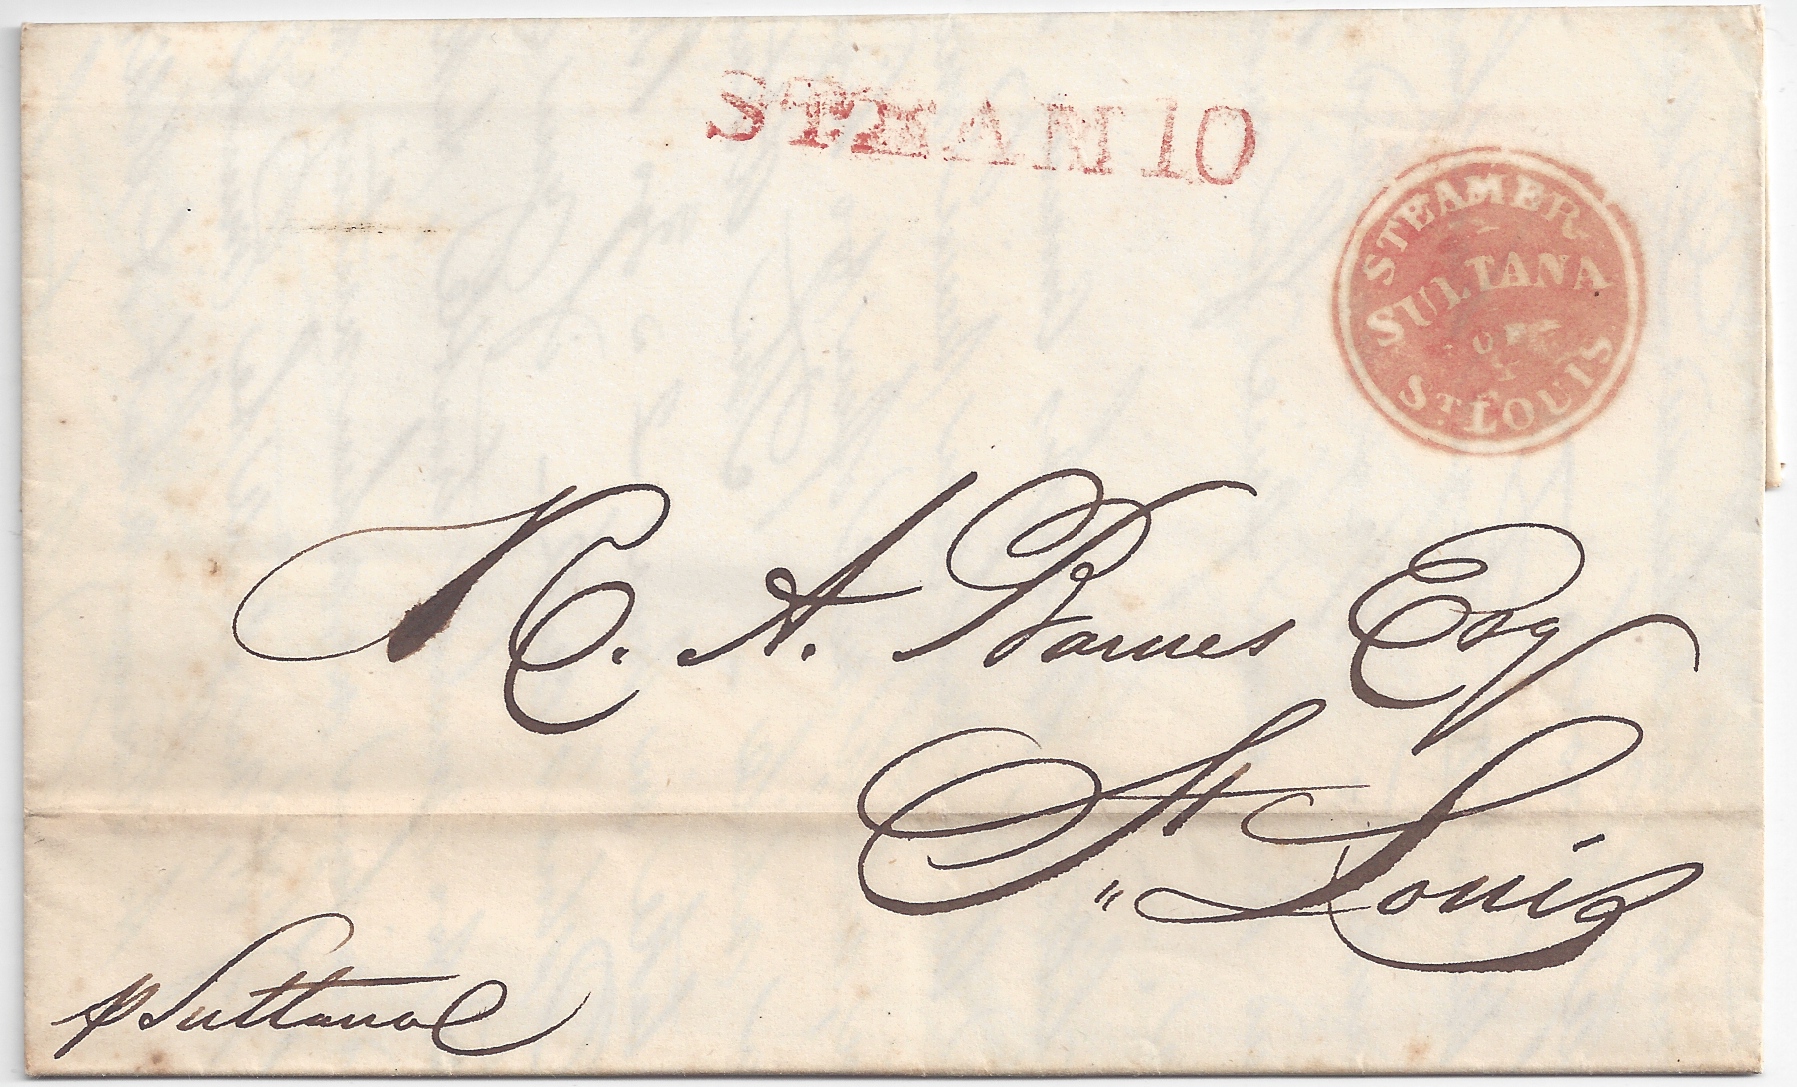 STEAM 10
STEAMER
SULTANA
OF
ST. LOUIS
C. A. Barnes Esq
St Louis
p Sultana